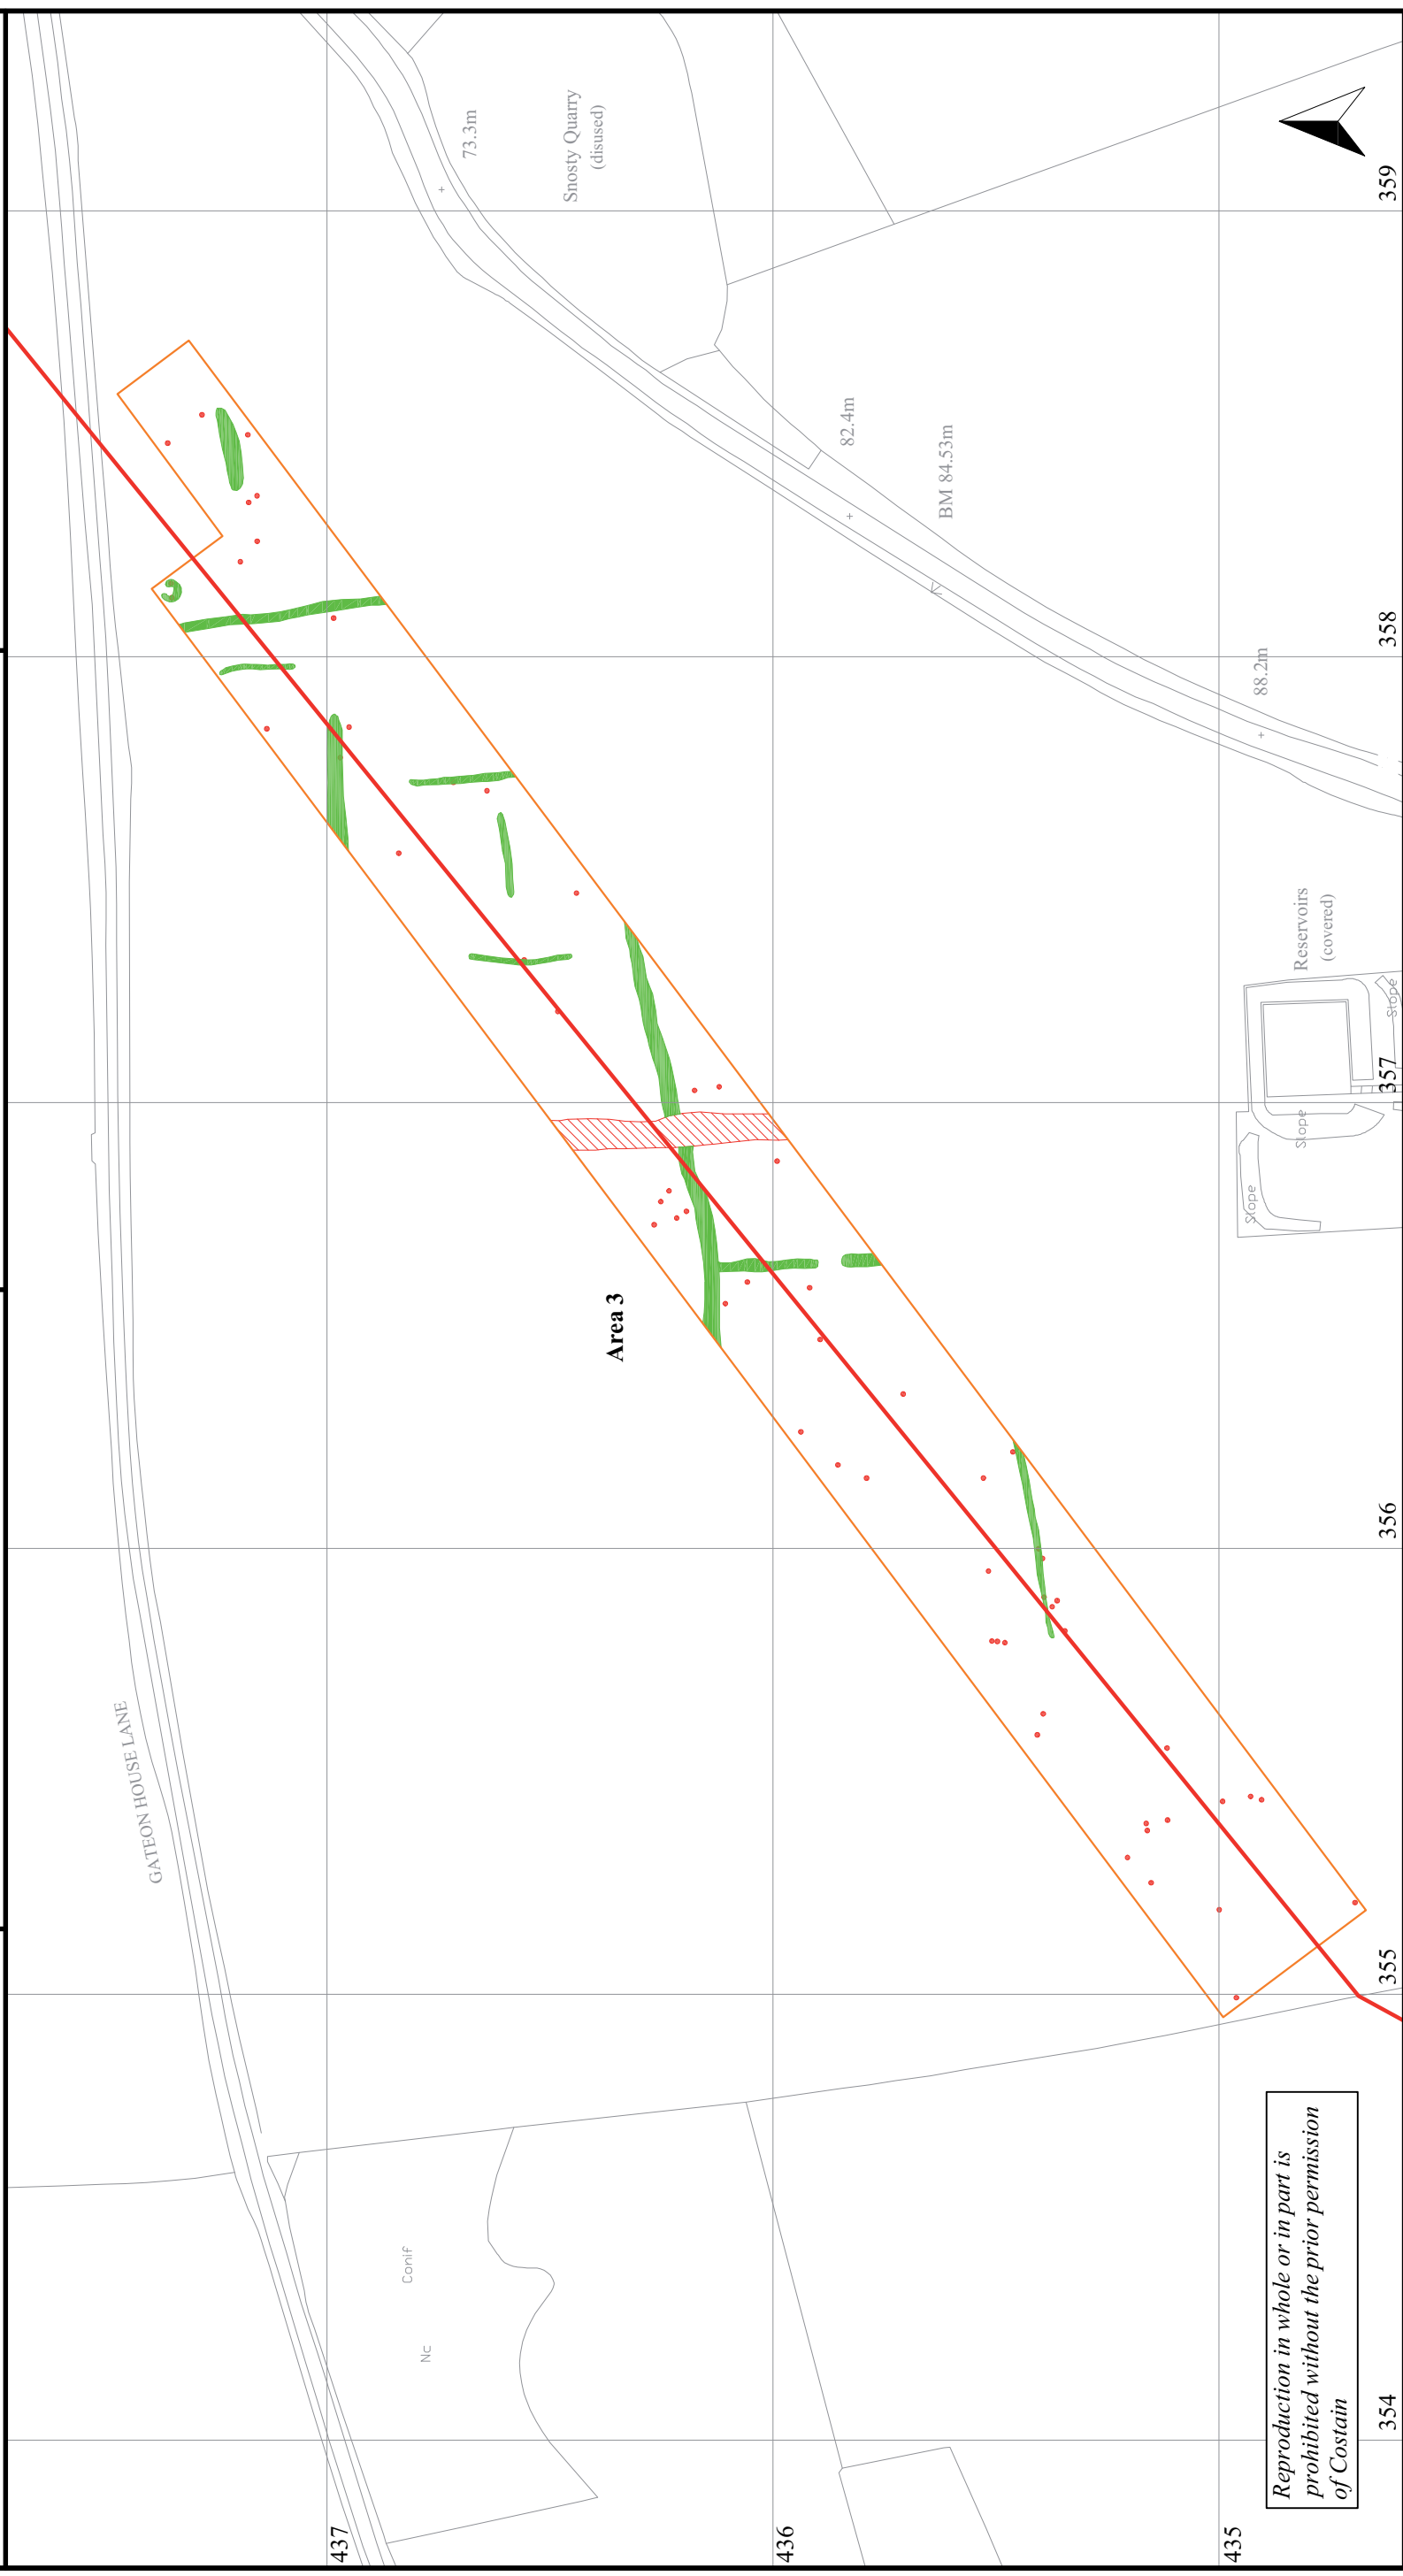 GATEON HOUSE LANE
73.3m
Snosty Quarry
(disused)
82.4m
BM 84.53m
88.2m
Reservoirs
(covered)
Slope
Slope
Slope
Area 3
Conif
Nc
437
436
435
354
355
356
357
358
359
Reproduction in whole or in part is
prohibited without the prior permission
of Costain